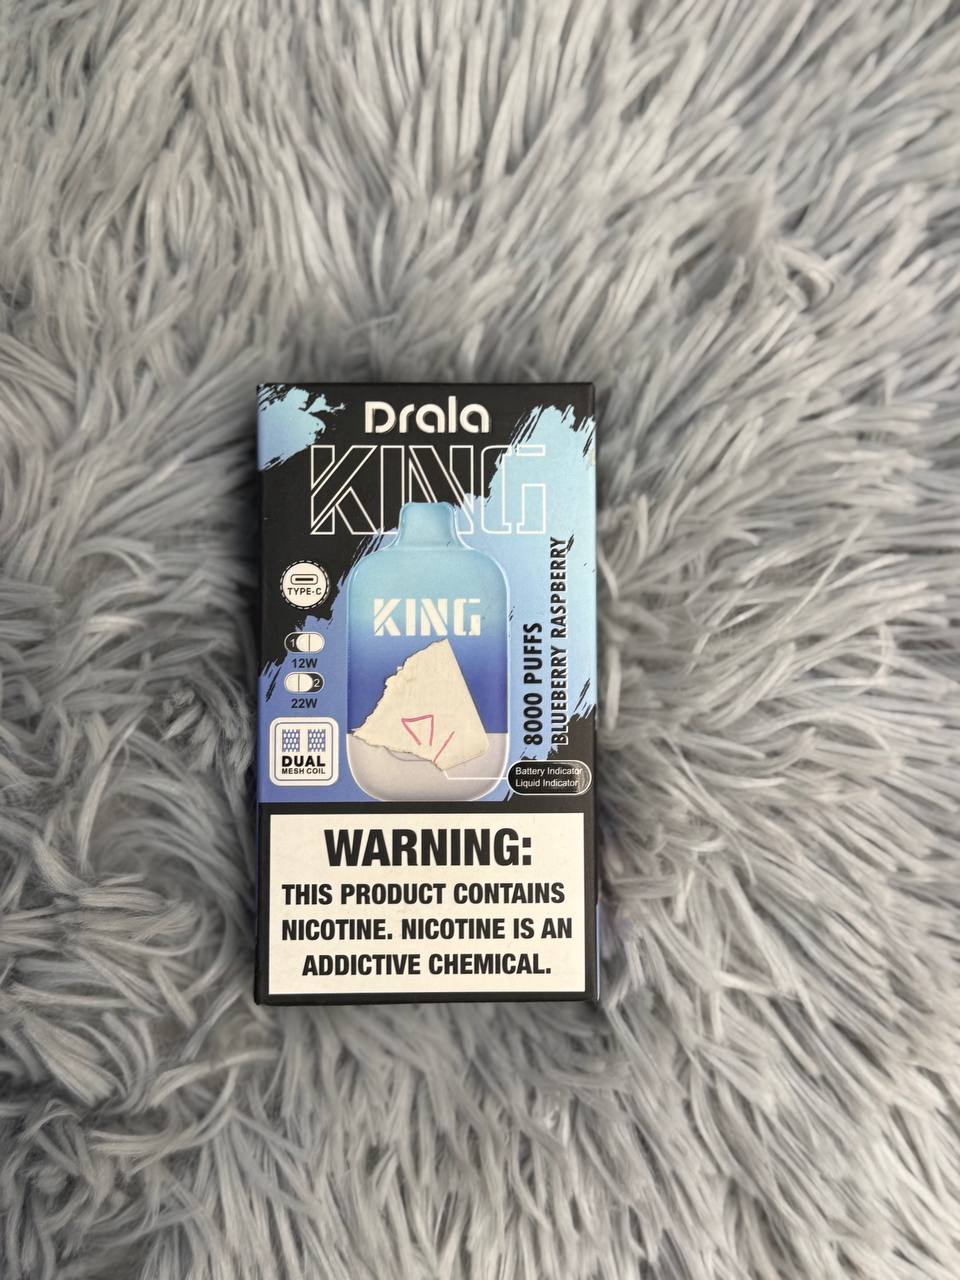 Drala
KING
KING
TYPE-C
1
12W
2
22W
DUAL
MESH COIL
8000 PUFFS
BLUEBERRY RASPBERRY
Battery Indicator
Liquid Indicator
WARNING:
THIS PRODUCT CONTAINS
NICOTINE. NICOTINE IS AN
ADDICTIVE CHEMICAL.